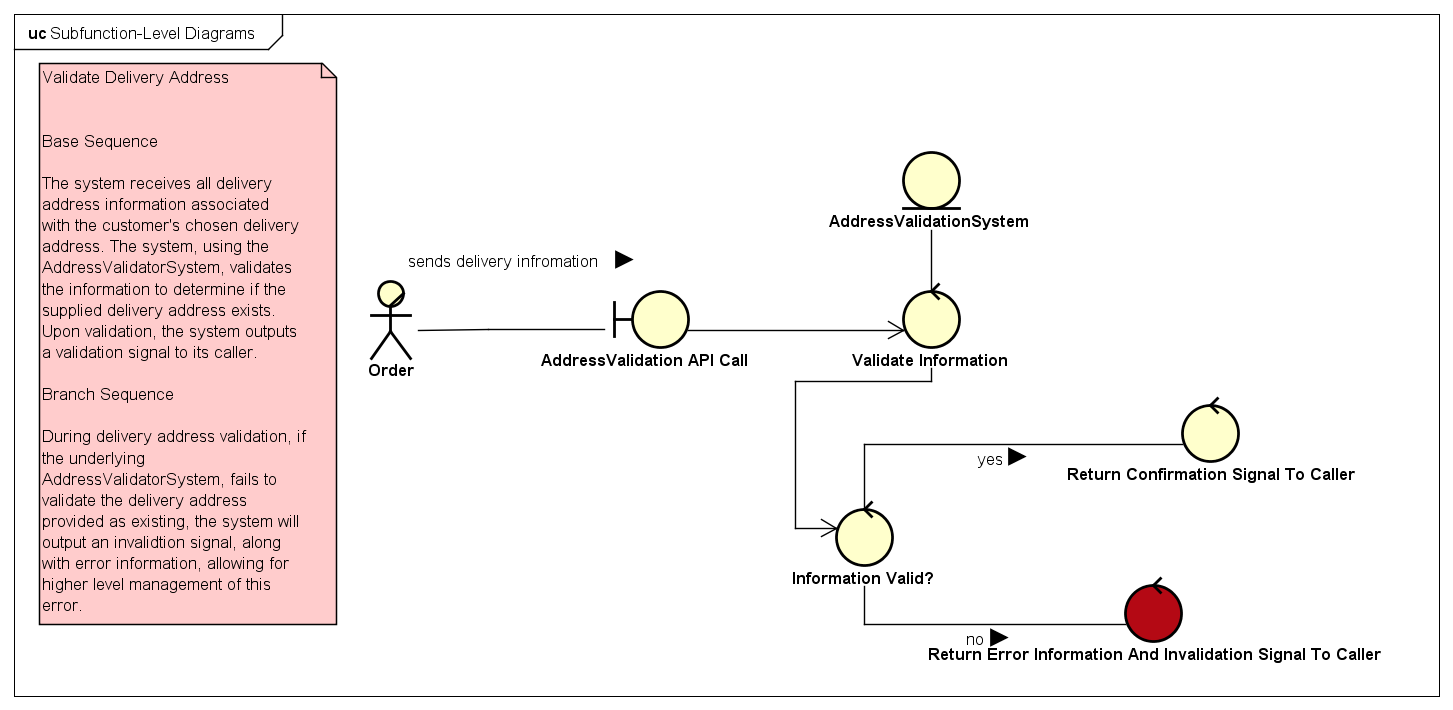 uc Subfunction-Level Diagrams
Validate Delivery Address
Base Sequence
The system receives all delivery
address information associated
with the customer's chosen delivery
address. The system, using the
AddressValidatorSystem, validates
the information to determine if the
supplied delivery address exists.
Upon validation, the system outputs
a validation signal to its caller.
Branch Sequence
During delivery address validation, if
the underlying
AddressValidatorSystem, fails to
validate the delivery address
provided as existing, the system will
output an invalidtion signal, along
with error information, allowing for
higher level management of this
error.
AddressValidationSystem
sends delivery infromation
Order
AddressValidation API Call
Validate Information
yes
Return Confirmation Signal To Caller
Information Valid?
no
Return Error Information And Invalidation Signal To Caller